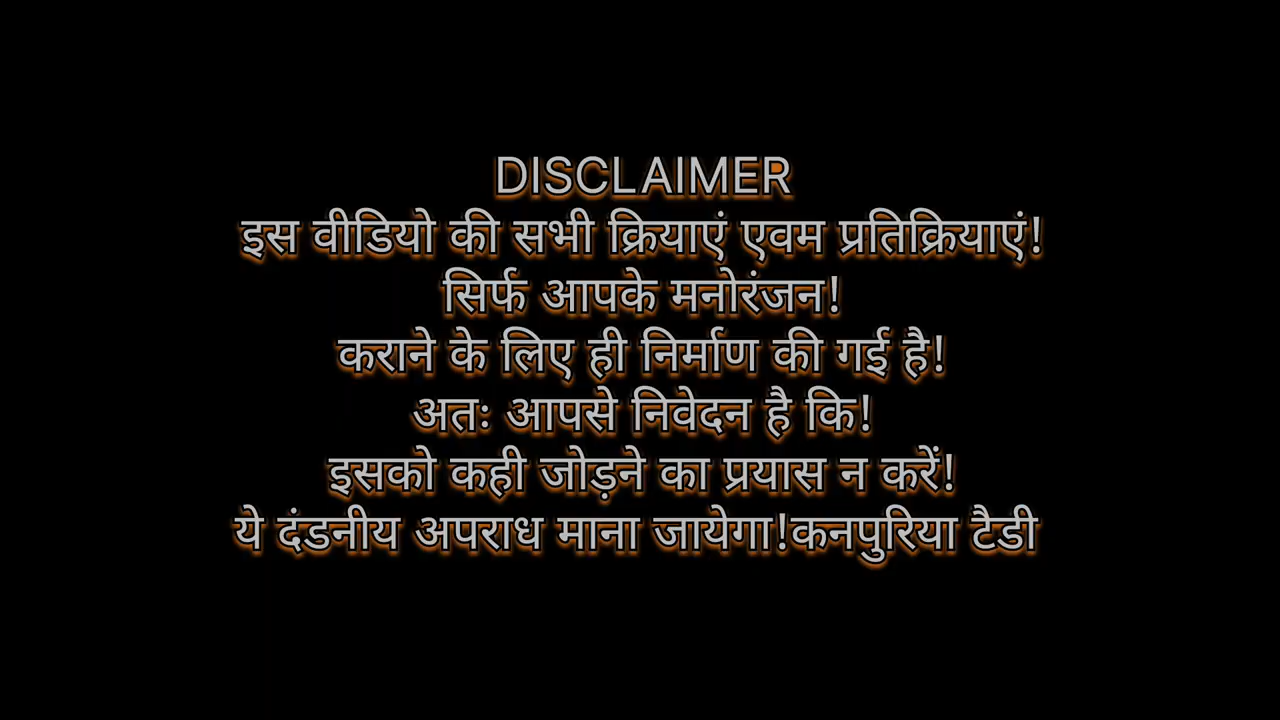 DISCLAIMER
इस वीडियो की सभी क्रियाएं एवम प्रतिक्रियाएं!
सिर्फ आपके मनोरंजन!
कराने के लिए ही निर्माण की गई है!
अतः आपसे निवेदन है कि!
इसको कही जोड़ने का प्रयास न करें!
ये दंडनीय अपराध माना जायेगा!कनपुरिया टैडी